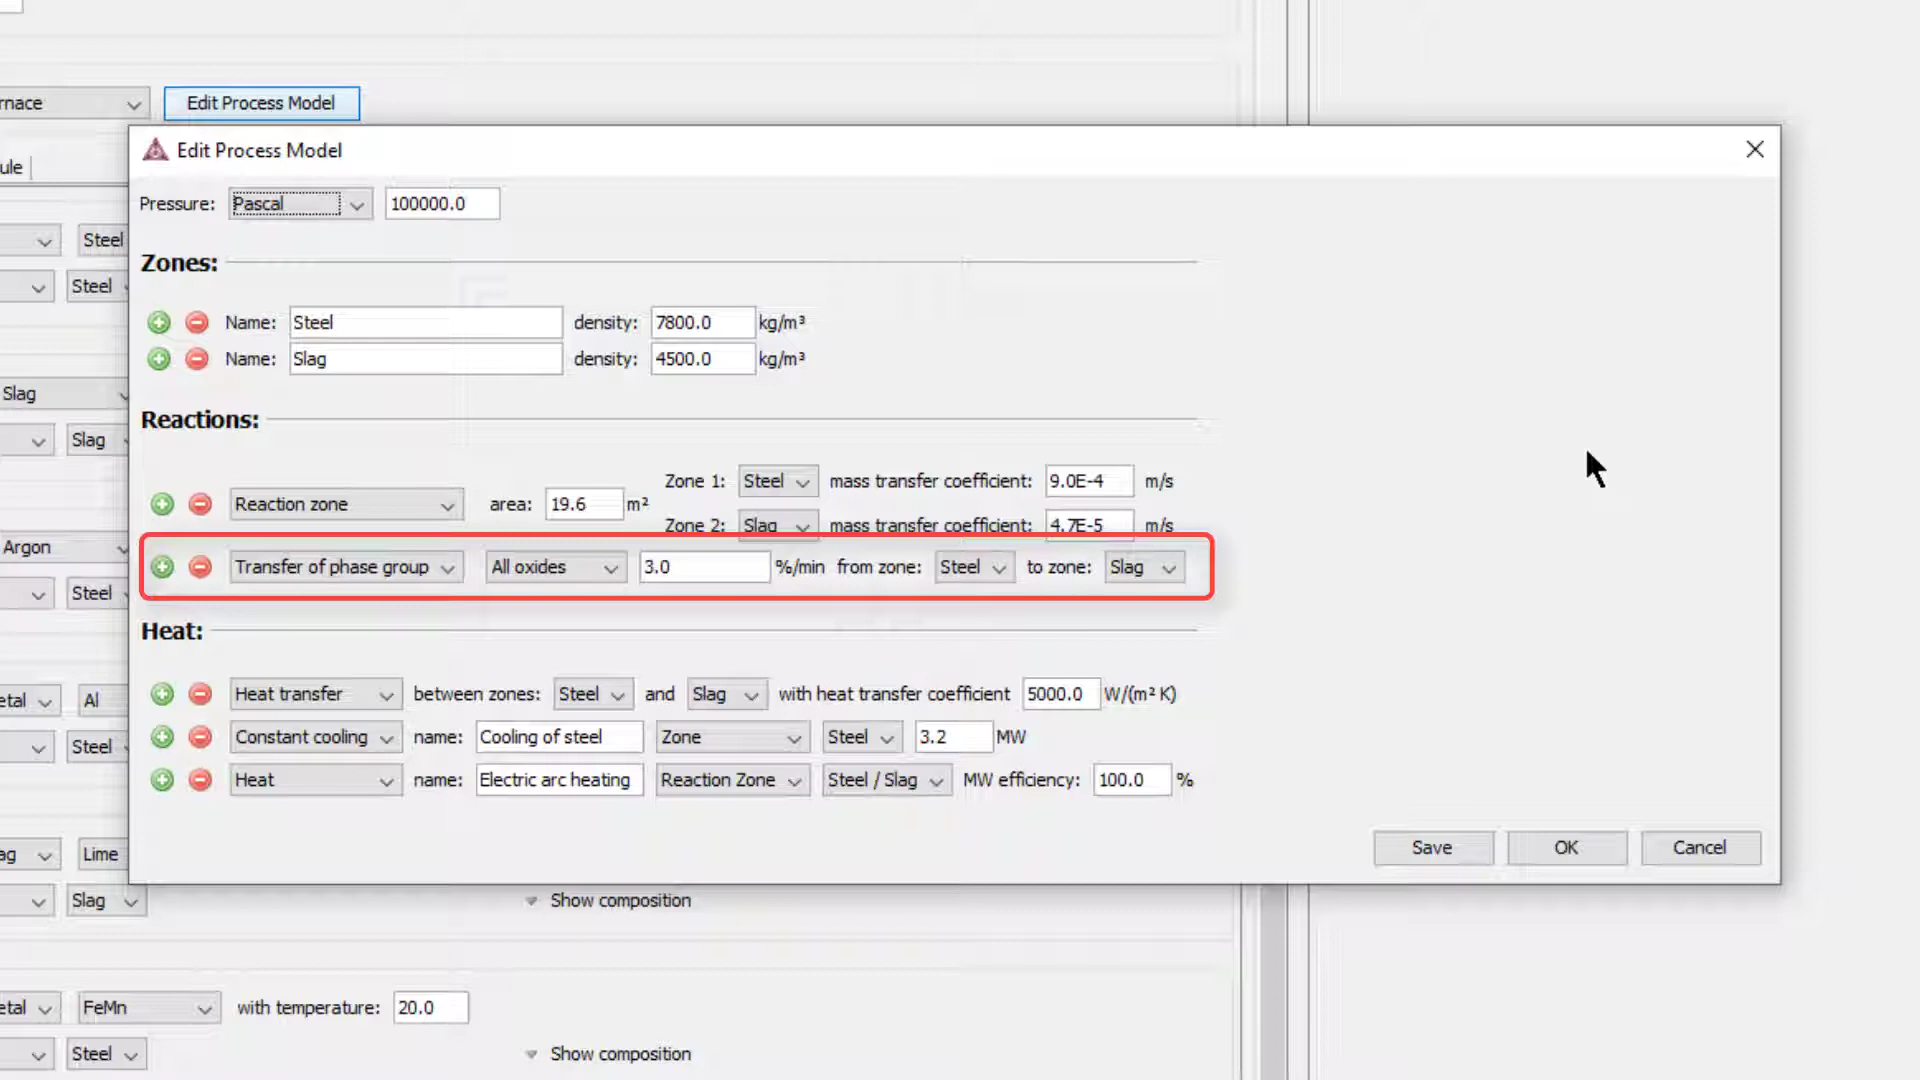 rnace Edit Process Model
Edit Process Model
ule
Pressure: Pascal 100000.0
Steel
Zones:
Steel
Name: Steel density: 7800.0 kg/m³
Name: Slag density: 4500.0 kg/m³
Slag
Reactions:
Slag
Zone 1: Steel mass transfer coefficient: 9.0E-4 m/s
Reaction zone area: 19.6 m²
Zone 2: Slag mass transfer coefficient: 4.7E-5 m/s
Argon
Transfer of phase group All oxides 3.0 %/min from zone: Steel to zone: Slag
Steel
Heat:
etal Al
Heat transfer between zones: Steel and Slag with heat transfer coefficient 5000.0 W/(m² K)
Steel
Constant cooling name: Cooling of steel Zone Steel 3.2 MW
Heat name: Electric arc heating Reaction Zone Steel / Slag MW efficiency: 100.0 %
ag Lime
Save OK Cancel
Slag Show composition
etal FeMn with temperature: 20.0
Steel Show composition